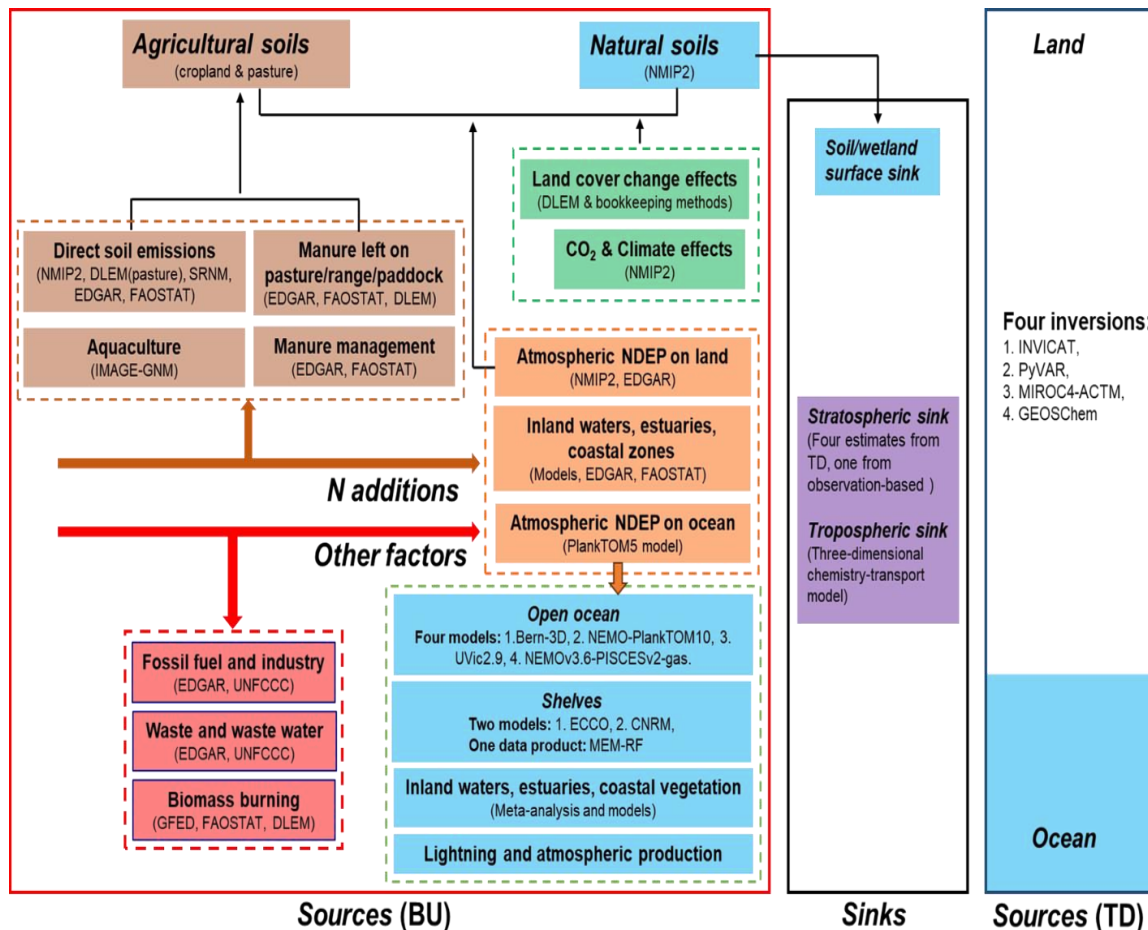 Agricultural soils
(cropland & pasture)
Natural soils
(NMIP2)
Land cover change effects
(DLEM & bookkeeping methods)
CO₂ & Climate effects
(NMIP2)
Direct soil emissions
(NMIP2, DLEM(pasture), SRNM,
EDGAR, FAOSTAT)
Manure left on
pasture/range/paddock
(EDGAR, FAOSTAT, DLEM)
Aquaculture
(IMAGE-GNM)
Manure management
(EDGAR, FAOSTAT)
Atmospheric NDEP on land
(NMIP2, EDGAR)
Inland waters, estuaries,
coastal zones
(Models, EDGAR, FAOSTAT)
Atmospheric NDEP on ocean
(PlankTOM5 model)
N additions
Other factors
Fossil fuel and industry
(EDGAR, UNFCCC)
Waste and waste water
(EDGAR, UNFCCC)
Biomass burning
(GFED, FAOSTAT, DLEM)
Open ocean
Four models: 1.Bern-3D, 2. NEMO-PlankTOM10, 3.
UVic2.9, 4. NEMOv3.6-PISCESv2-gas.
Shelves
Two models: 1. ECCO, 2. CNRM,
One data product: MEM-RF
Inland waters, estuaries, coastal vegetation
(Meta-analysis and models)
Lightning and atmospheric production
Sources (BU)
Soil/wetland
surface sink
Stratospheric sink
(Four estimates from
TD, one from
observation-based )
Tropospheric sink
(Three-dimensional
chemistry-transport
model)
Sinks
Land
Four inversions:
1. INVICAT,
2. PyVAR,
3. MIROC4-ACTM,
4. GEOSChem
Ocean
Sources (TD)